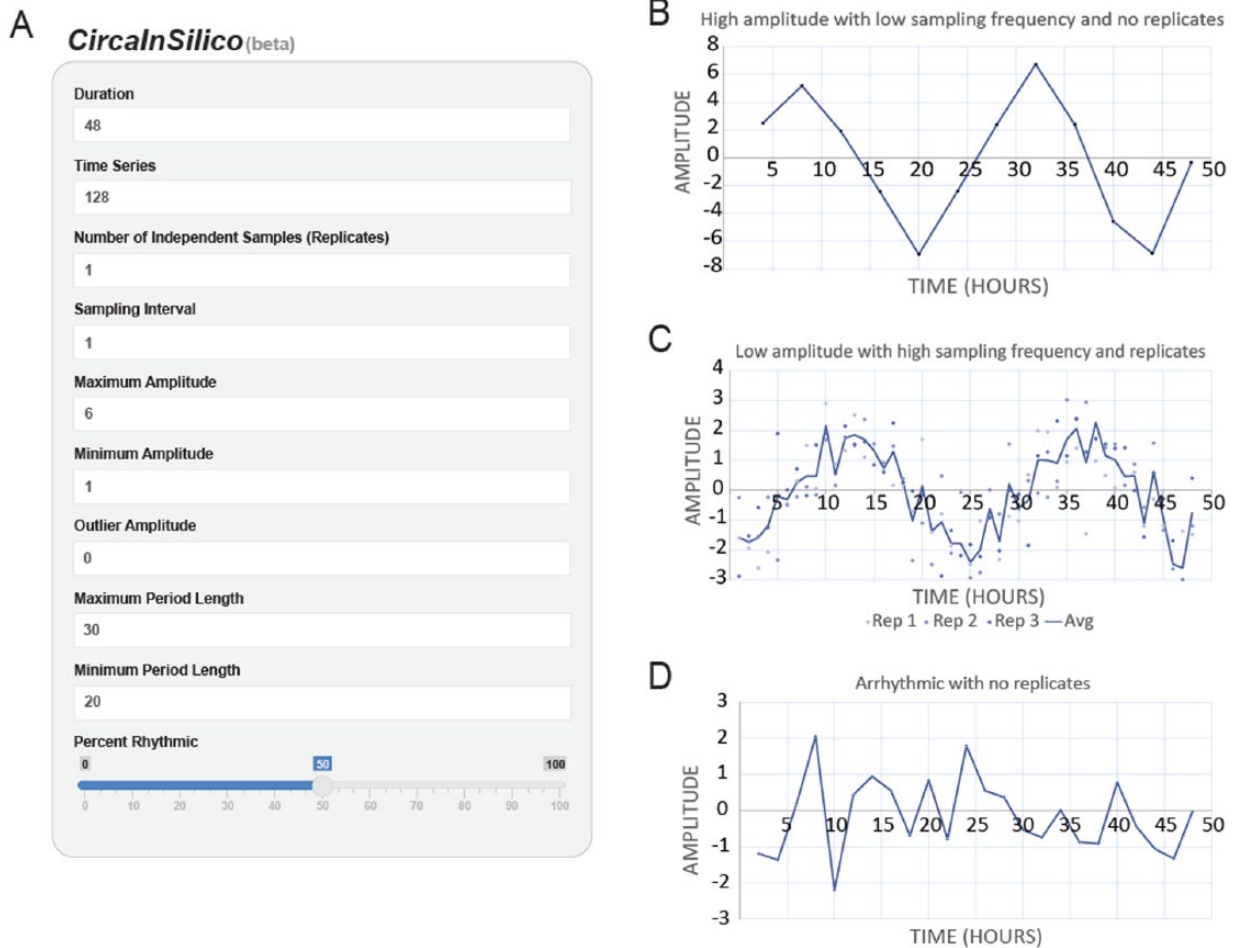 A
CircaInSilico (beta)
Duration
48
Time Series
128
Number of Independent Samples (Replicates)
1
Sampling Interval
1
Maximum Amplitude
6
Minimum Amplitude
1
Outlier Amplitude
0
Maximum Period Length
30
Minimum Period Length
20
Percent Rhythmic
0 50 100
0 10 20 30 40 50 60 70 80 90 100
B
High amplitude with low sampling frequency and no replicates
AMPLITUDE
8
6
4
2
0
-2
-4
-6
-8
5 10 15 20 25 30 35 40 45 50
TIME (HOURS)
C
Low amplitude with high sampling frequency and replicates
AMPLITUDE
4
3
2
1
0
-1
-2
-3
5 10 15 20 25 30 35 40 45 50
TIME (HOURS)
Rep 1 Rep 2 Rep 3 Avg
D
Arrhythmic with no replicates
AMPLITUDE
3
2
1
0
-1
-2
-3
5 10 15 20 25 30 35 40 45 50
TIME (HOURS)